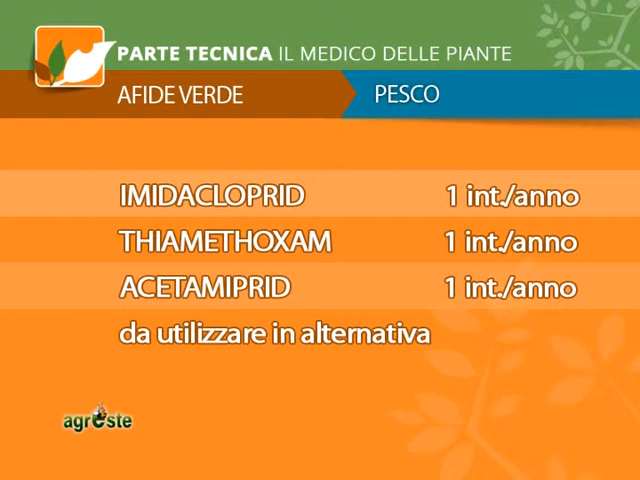 PARTE TECNICA IL MEDICO DELLE PIANTE
AFIDE VERDE PESCO
IMIDACLOPRID 1 int./anno
THIAMETHOXAM 1 int./anno
ACETAMIPRID 1 int./anno
da utilizzare in alternativa
agreste